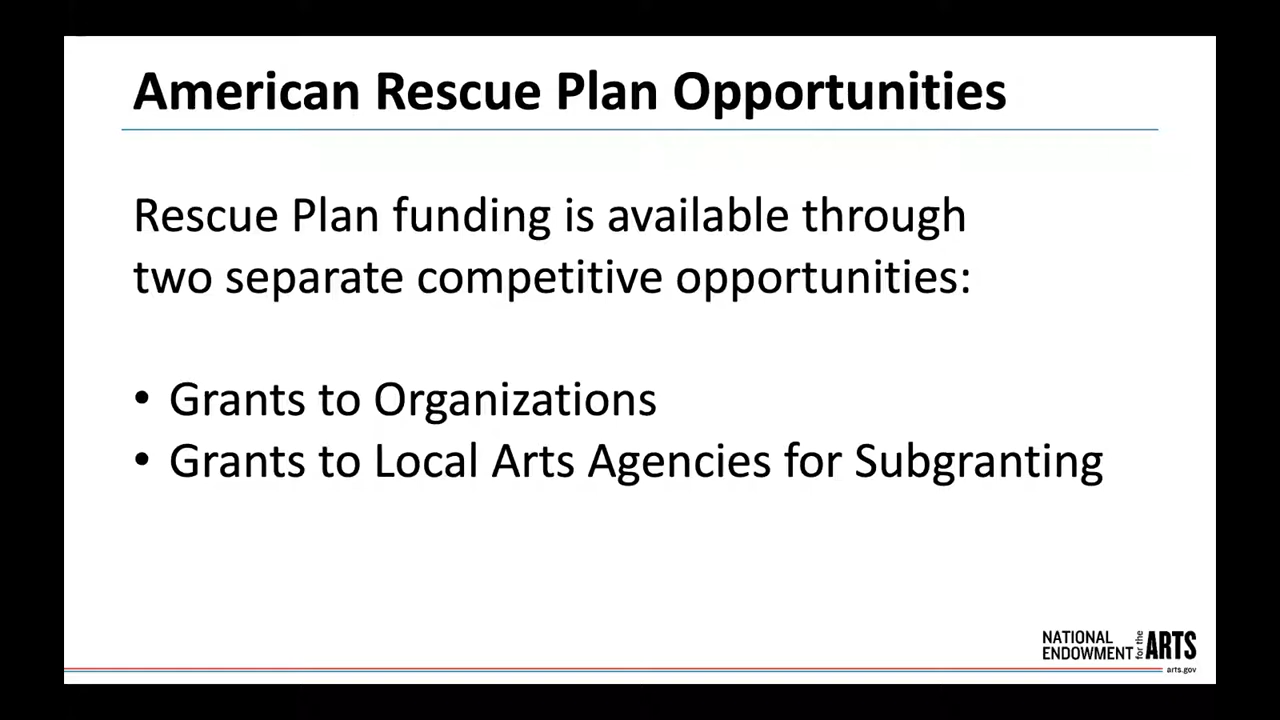 American Rescue Plan Opportunities
Rescue Plan funding is available through
two separate competitive opportunities:
• Grants to Organizations
• Grants to Local Arts Agencies for Subgranting
NATIONAL
ENDOWMENT for the ARTS
arts.gov